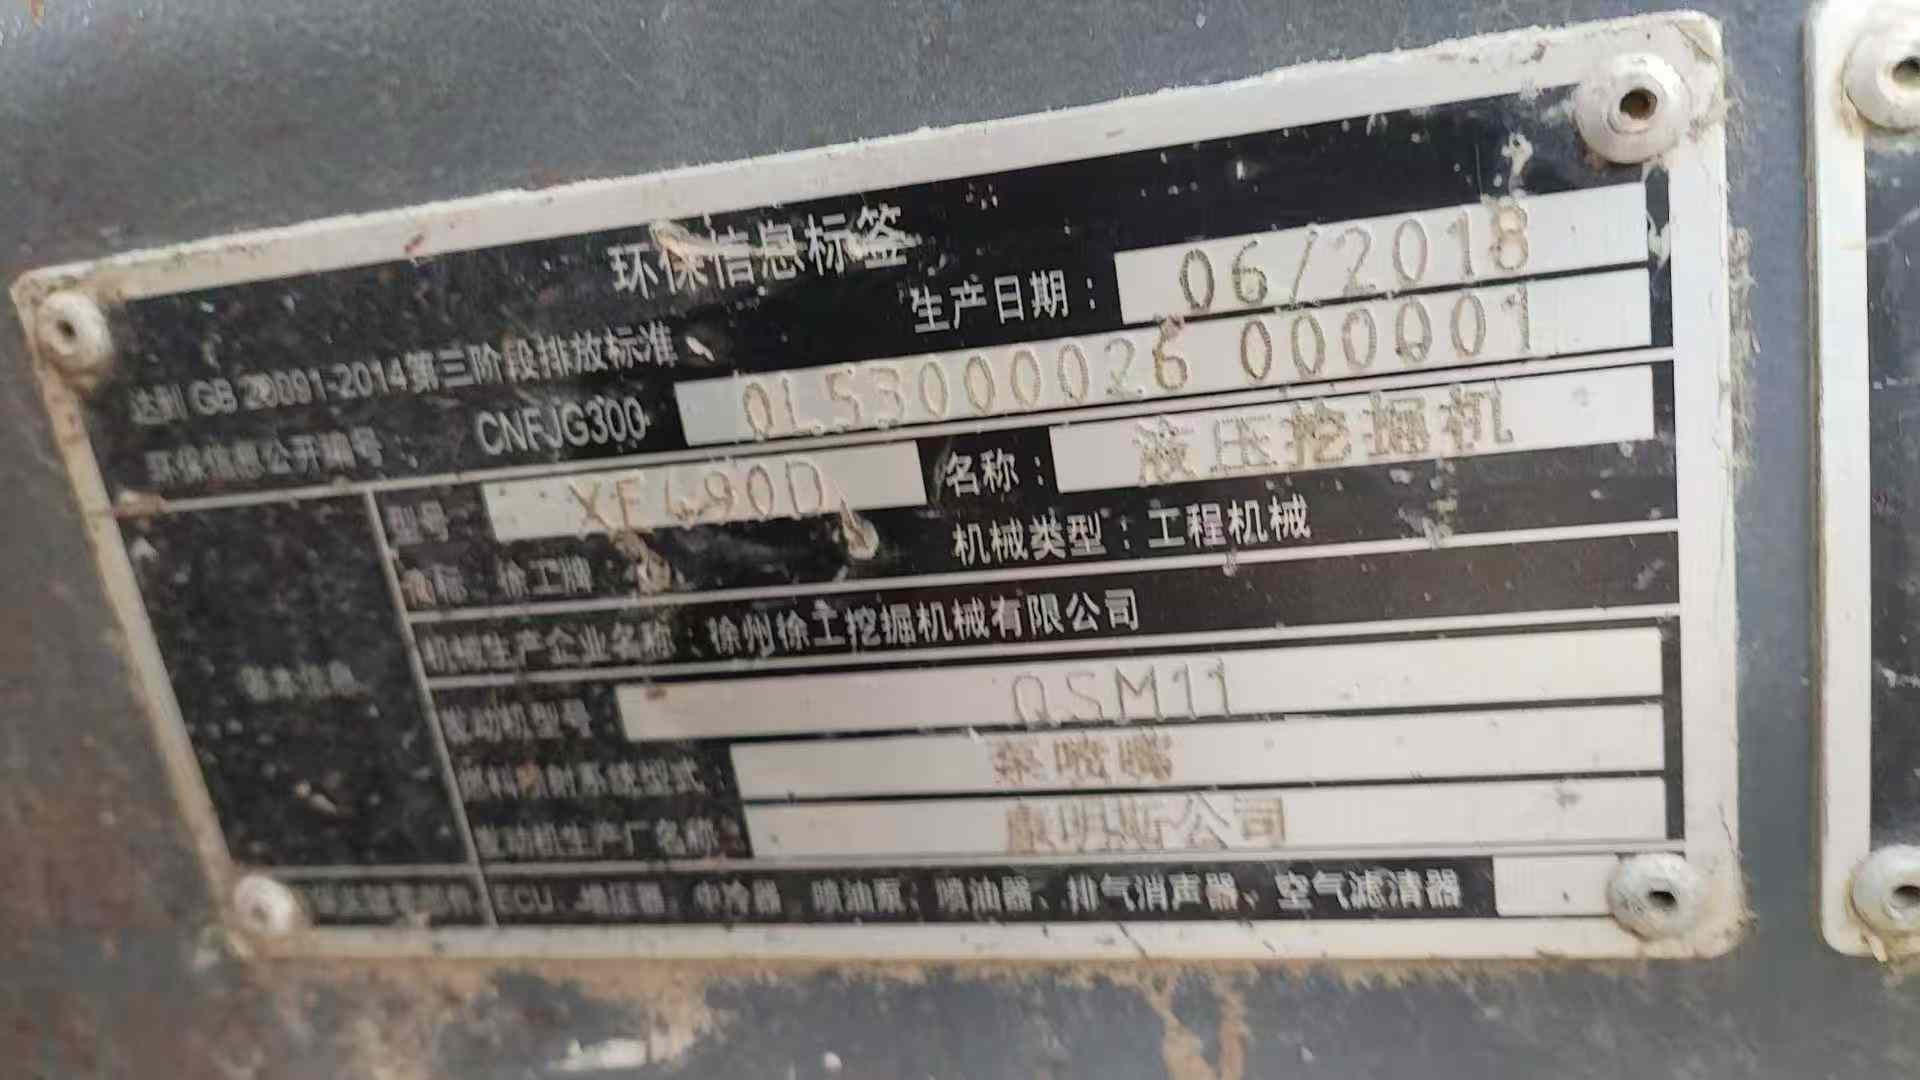 环保信息标签
生产日期：06/2018
达到GB 20891-2014第三阶段排放标准
环保信息公开编号： CNFJG300 0L53000026 000001
型号 XE490D 名称：液压挖掘机
商标：徐工牌 机械类型：工程机械
机械生产企业名称：徐州徐工挖掘机械有限公司
基本信息
发动机型号 QSM11
燃料喷射系统型式： 泵喷嘴
发动机生产厂名称 康明斯公司
ECU、增压器、中冷器、喷油泵、喷油器、排气消声器、空气滤清器